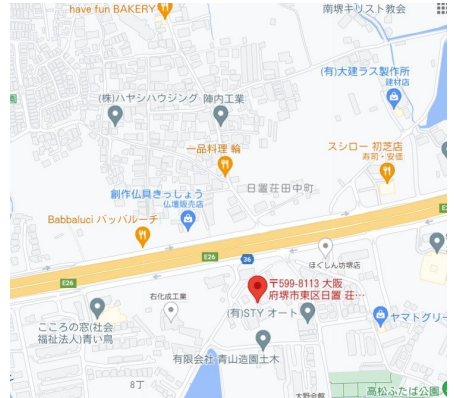 have fun BAKERY
南堺キリスト教会
(有)大建ラス製作所
建材店
(株)ハヤシハウジング
陣内工業
一品料理 輪
スシロー 初芝店
寿司・安価
日置荘田中町
創作仏具きっしょう
仏壇販売店
Babbaluci バッバルーチ
E26
36
E26
ほぐしん坊堺店
E26
〒599-8113 大阪
府堺市東区日置 荘…
右化成工業
(有)STY オート
ヤマトグリー
こころの窓(社会
福祉法人)青い鳥
有限会社 青山造園土木
8丁
大野会館
高松ふたば公園